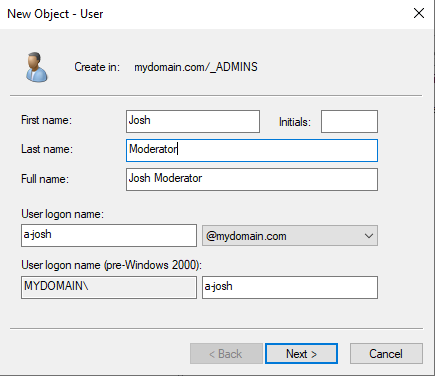 New Object - User
Create in: mydomain.com/_ADMINS
First name: Josh Initials:
Last name: Moderator
Full name: Josh Moderator
User logon name:
a-josh @mydomain.com
User logon name (pre-Windows 2000):
MYDOMAIN\ a-josh
< Back Next > Cancel